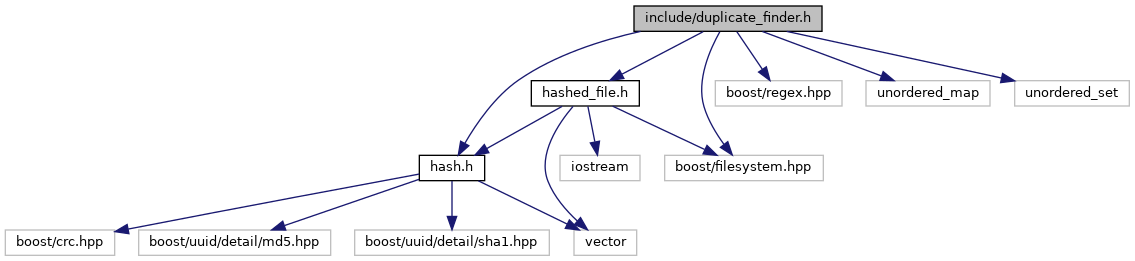 include/duplicate_finder.h
hashed_file.h
boost/regex.hpp
unordered_map
unordered_set
hash.h
iostream
boost/filesystem.hpp
boost/crc.hpp
boost/uuid/detail/md5.hpp
boost/uuid/detail/sha1.hpp
vector